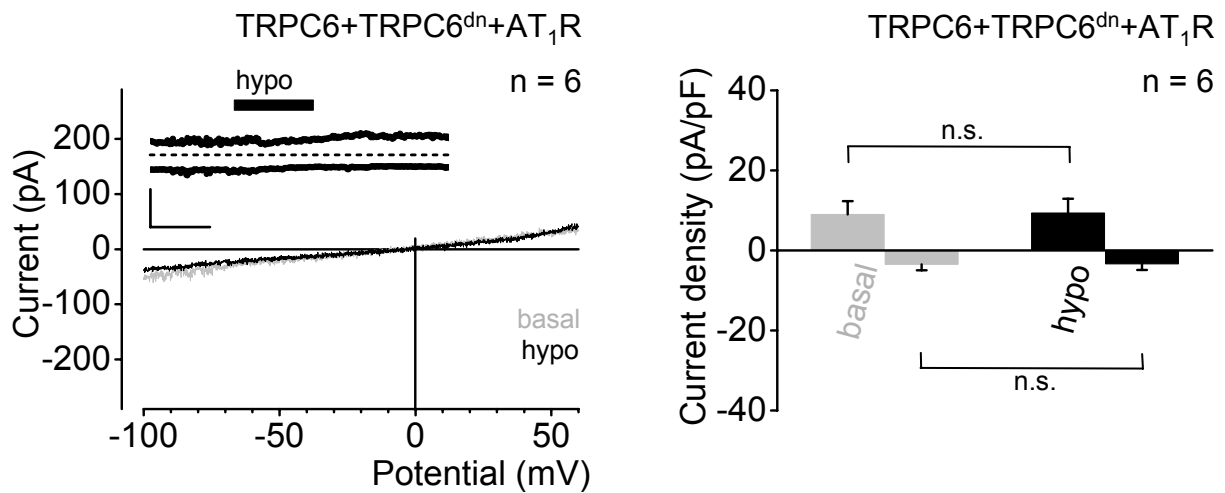 TRPC6+TRPC6dn+AT1R
n = 6
hypo
200
100
0
-100
-200
Current (pA)
basal
hypo
-100
-50
0
50
Potential (mV)
TRPC6+TRPC6dn+AT1R
n = 6
40
20
0
-20
-40
Current density (pA/pF)
n.s.
basal
hypo
n.s.